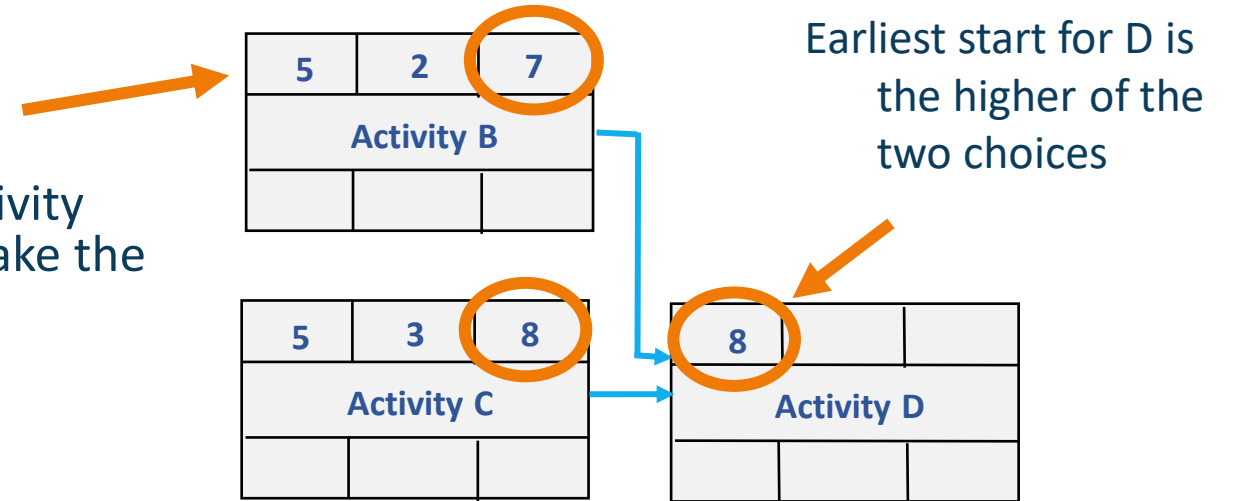 Earliest start for D is
the higher of the
two choices
5 2 7
Activity B
ake the
5 3 8
Activity C
8
Activity D